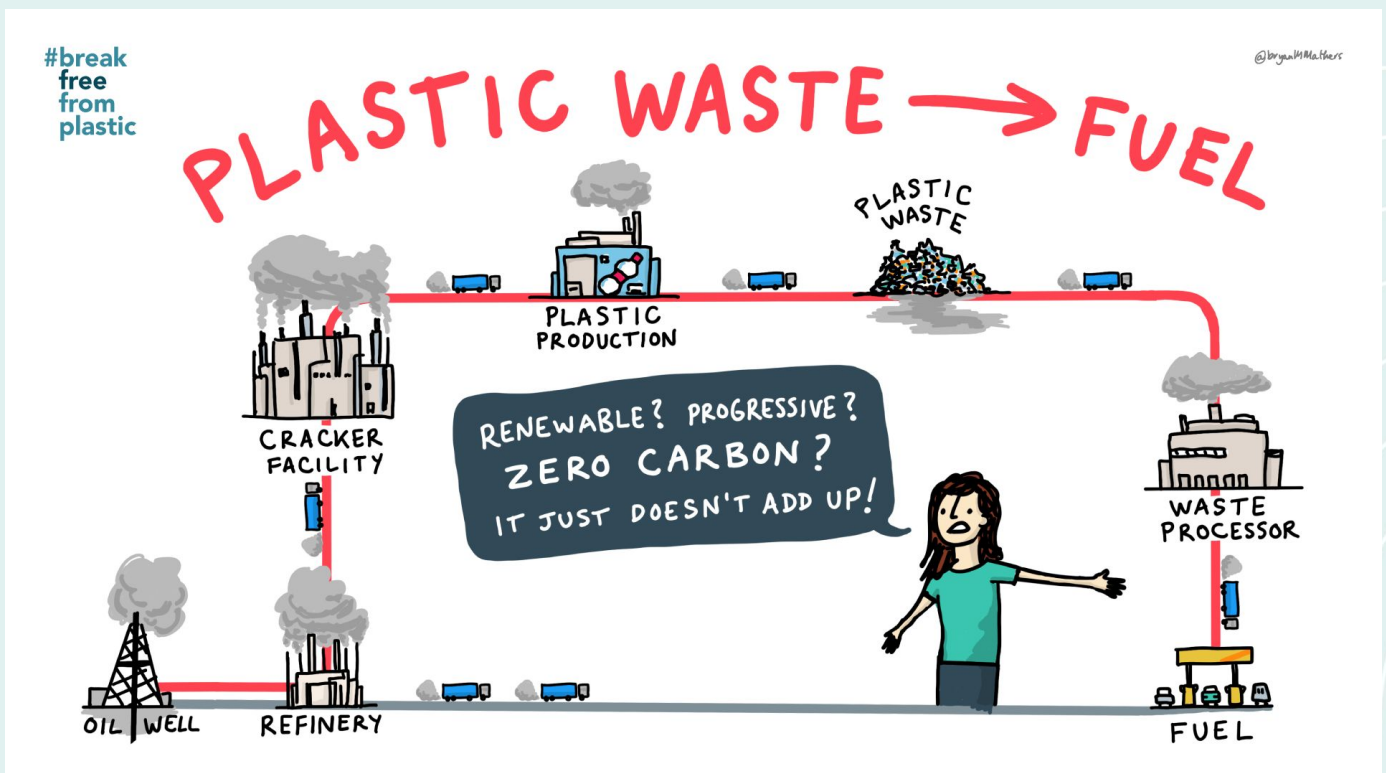 #break
free
from
plastic
@bryanMMathers
PLASTIC WASTE → FUEL
PLASTIC
WASTE
PLASTIC
PRODUCTION
CRACKER
FACILITY
RENEWABLE? PROGRESSIVE?
ZERO CARBON?
IT JUST DOESN'T ADD UP!
WASTE
PROCESSOR
OIL WELL
REFINERY
FUEL